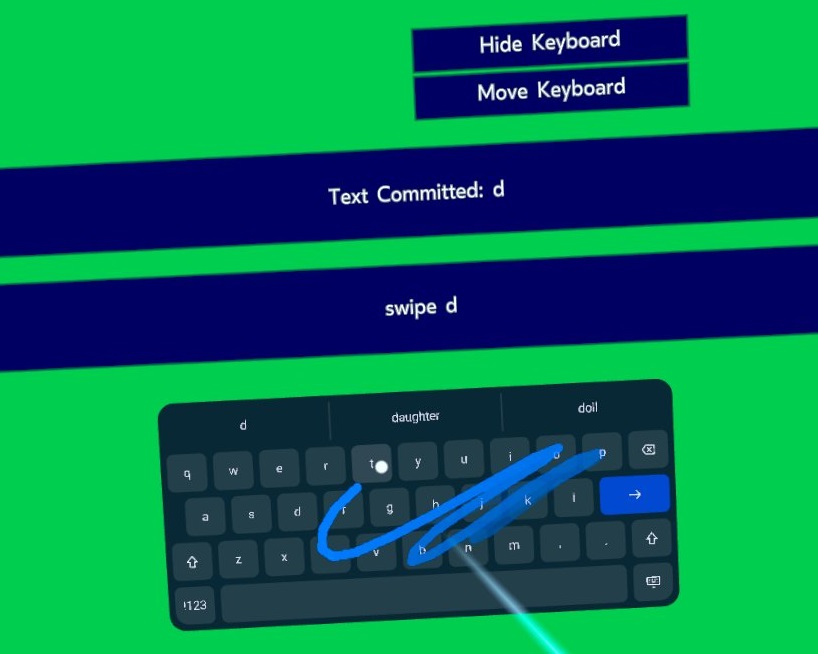 Hide Keyboard
Move Keyboard
Text Committed: d
swipe d
d daughter doil
q w e r t y u i o p
a s d f g h j k l
z x v b n m , .
!123